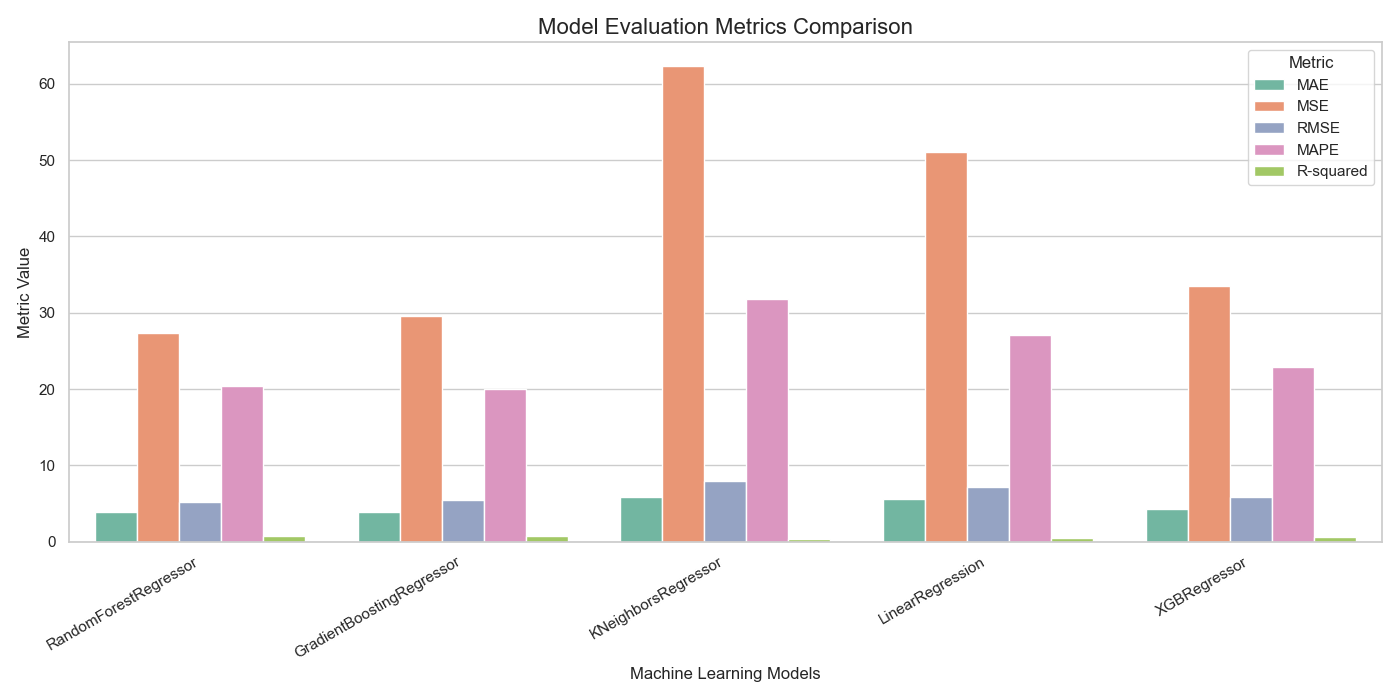 Model Evaluation Metrics Comparison
Metric
MAE
MSE
RMSE
MAPE
R-squared
Metric Value
60
50
40
30
20
10
0
RandomForestRegressor
GradientBoostingRegressor
KNeighborsRegressor
LinearRegression
XGBRegressor
Machine Learning Models